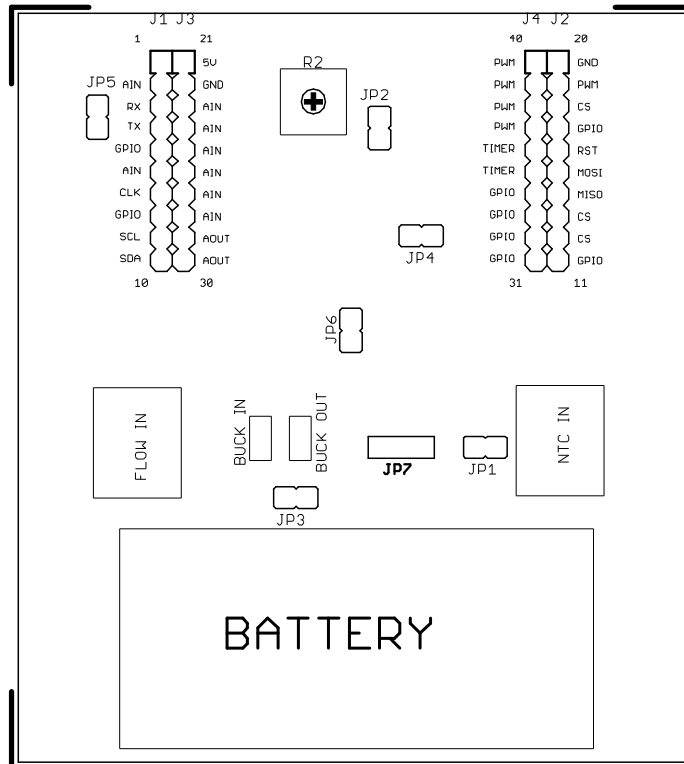 J1 J3
J4 J2
1 21
40 20
5V
PWM GND
JP5
AIN GND
R2
JP2
PWM PWM
RX AIN
PWM CS
TX AIN
PWM GPIO
GPIO AIN
TIMER RST
AIN AIN
TIMER MOSI
CLK AIN
GPIO MISO
GPIO AIN
GPIO CS
SCL AOUT
GPIO CS
SDA AOUT
GPIO GPIO
JP4
10 30
31 11
JP6
FLOW IN
BUCK IN
BUCK OUT
JP7
JP1
NTC IN
JP3
BATTERY